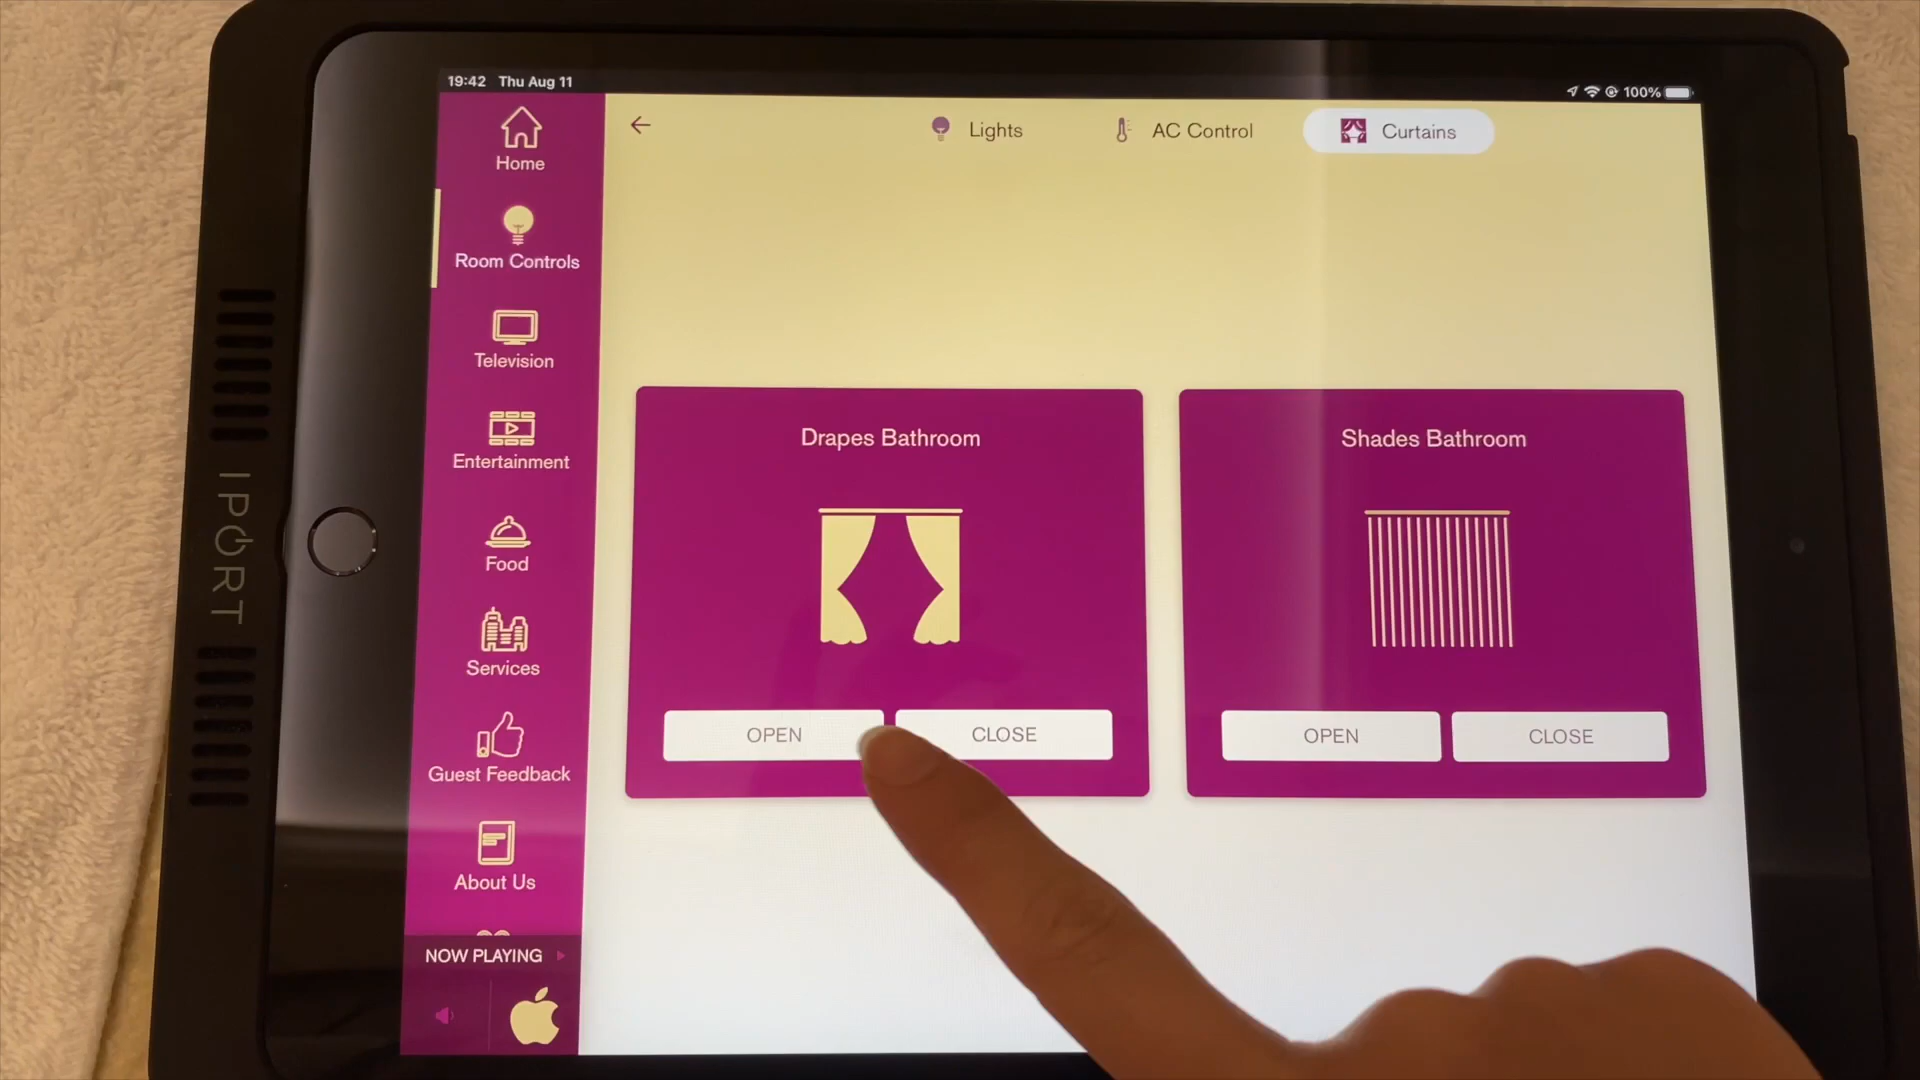 19:42 Thu Aug 11
100%
Home
Room Controls
Television
Entertainment
Food
Services
Guest Feedback
About Us
NOW PLAYING
Lights
AC Control
Curtains
Drapes Bathroom
OPEN
CLOSE
Shades Bathroom
OPEN
CLOSE
IPORT